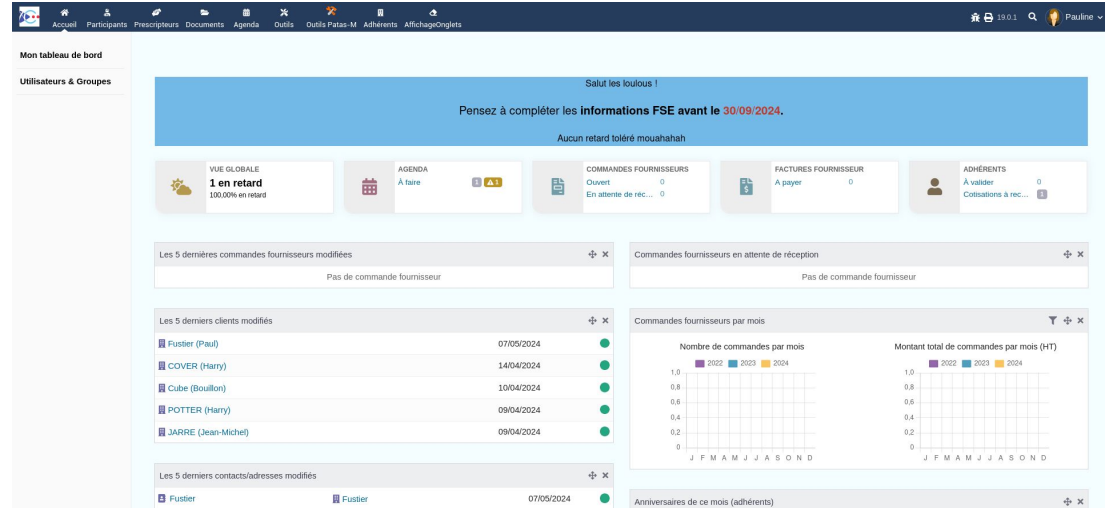 Accueil Participants Prescripteurs Documents Agenda Outils Outils Patas-M Adhérents AffichageOnglets 19.0.1 Pauline
Mon tableau de bord
Utilisateurs & Groupes
Salut les loulous !
Pensez à compléter les informations FSE avant le 30/09/2024.
Aucun retard toléré mouahahah
VUE GLOBALE
1 en retard
100,00% en retard
AGENDA
À faire 1 1
COMMANDES FOURNISSEURS
Ouvert 0
En attente de réc... 0
FACTURES FOURNISSEUR
A payer 0
ADHÉRENTS
À valider 0
Cotisations à rec... 1
Les 5 dernières commandes fournisseurs modifiées
Pas de commande fournisseur
Commandes fournisseurs en attente de réception
Pas de commande fournisseur
Les 5 derniers clients modifiés
Fustier (Paul) 07/05/2024
COVER (Harry) 14/04/2024
Cube (Bouillon) 10/04/2024
POTTER (Harry) 09/04/2024
JARRE (Jean-Michel) 09/04/2024
Commandes fournisseurs par mois
Nombre de commandes par mois
2022 2023 2024
1,0
0,8
0,6
0,4
0,2
0
J F M A M J J A S O N D
Montant total de commandes par mois (HT)
2022 2023 2024
1,0
0,8
0,6
0,4
0,2
0
J F M A M J J A S O N D
Les 5 derniers contacts/adresses modifiés
Fustier Fustier 07/05/2024
Anniversaires de ce mois (adhérents)